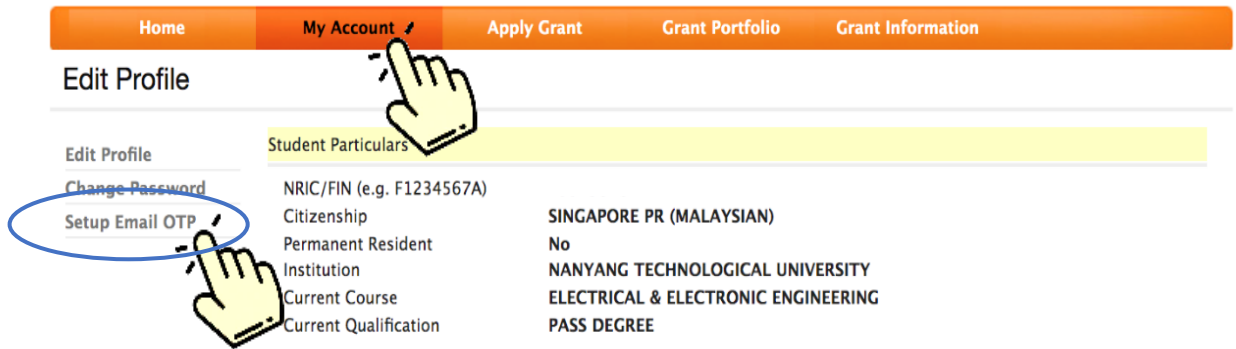 Home My Account Apply Grant Grant Portfolio Grant Information
Edit Profile
Edit Profile
Change Password
Setup Email OTP
Student Particulars
NRIC/FIN (e.g. F1234567A)
Citizenship SINGAPORE PR (MALAYSIAN)
Permanent Resident No
Institution NANYANG TECHNOLOGICAL UNIVERSITY
Current Course ELECTRICAL & ELECTRONIC ENGINEERING
Current Qualification PASS DEGREE